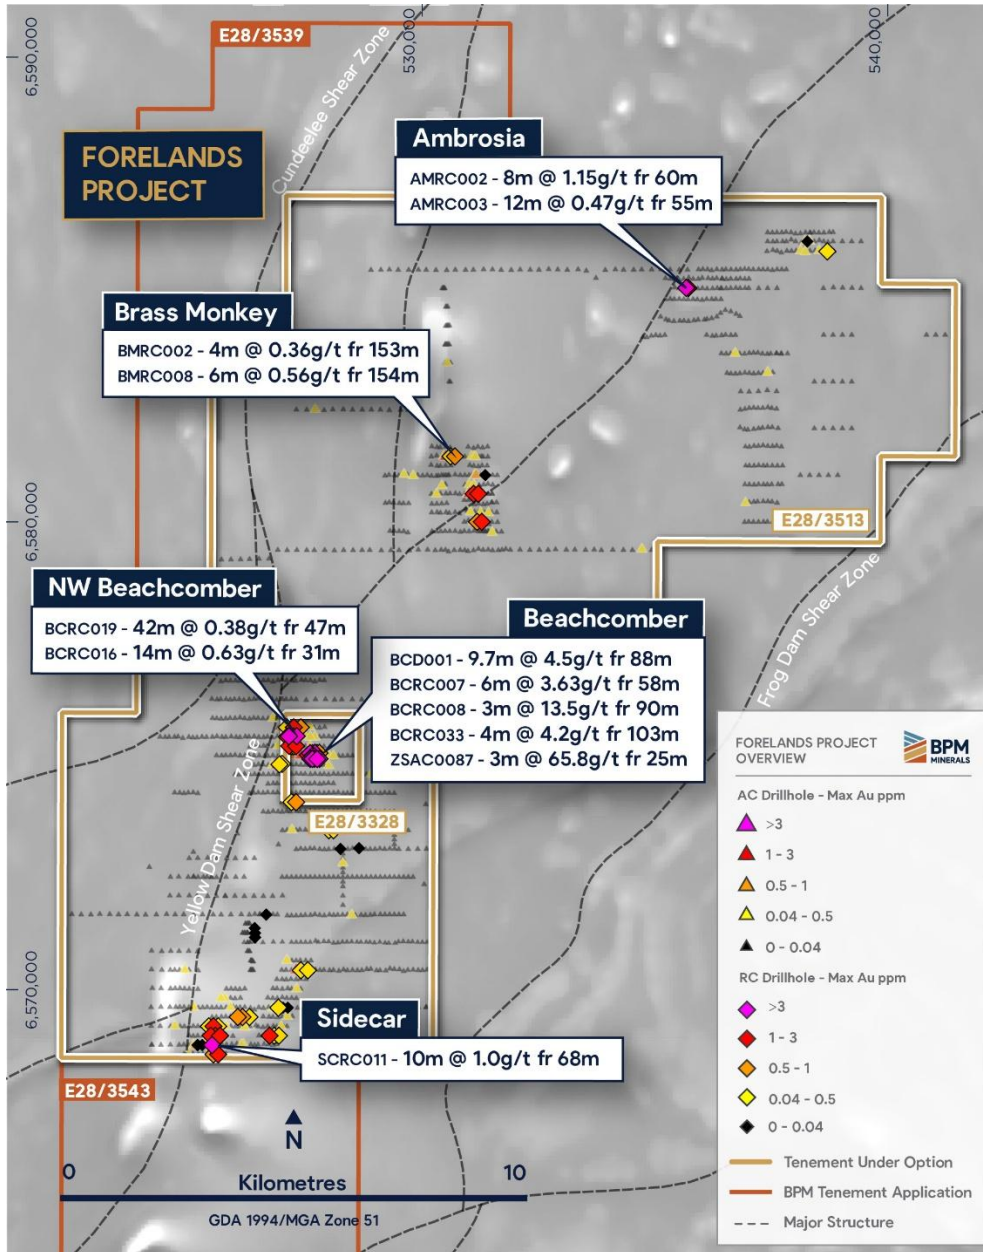 E28/3539
530,000
540,000
6,590,000
Cundeelee Shear Zone
FORELANDS
PROJECT
Ambrosia
AMRC002 - 8m @ 1.15g/t fr 60m
AMRC003 - 12m @ 0.47g/t fr 55m
Brass Monkey
BMRC002 - 4m @ 0.36g/t fr 153m
BMRC008 - 6m @ 0.56g/t fr 154m
6,580,000
E28/3513
NW Beachcomber
BCRC019 - 42m @ 0.38g/t fr 47m
BCRC016 - 14m @ 0.63g/t fr 31m
Beachcomber
BCD001 - 9.7m @ 4.5g/t fr 88m
BCRC007 - 6m @ 3.63g/t fr 58m
BCRC008 - 3m @ 13.5g/t fr 90m
BCRC033 - 4m @ 4.2g/t fr 103m
ZSAC0087 - 3m @ 65.8g/t fr 25m
Frog Dam Shear Zone
Yellow Dam Shear Zone
E28/3328
6,570,000
Sidecar
SCRC011 - 10m @ 1.0g/t fr 68m
E28/3543
N
0
10
Kilometres
GDA 1994/MGA Zone 51
FORELANDS PROJECT
OVERVIEW
BPM
MINERALS
AC Drillhole - Max Au ppm
>3
1 - 3
0.5 - 1
0.04 - 0.5
0 - 0.04
RC Drillhole - Max Au ppm
>3
1 - 3
0.5 - 1
0.04 - 0.5
0 - 0.04
Tenement Under Option
BPM Tenement Application
Major Structure